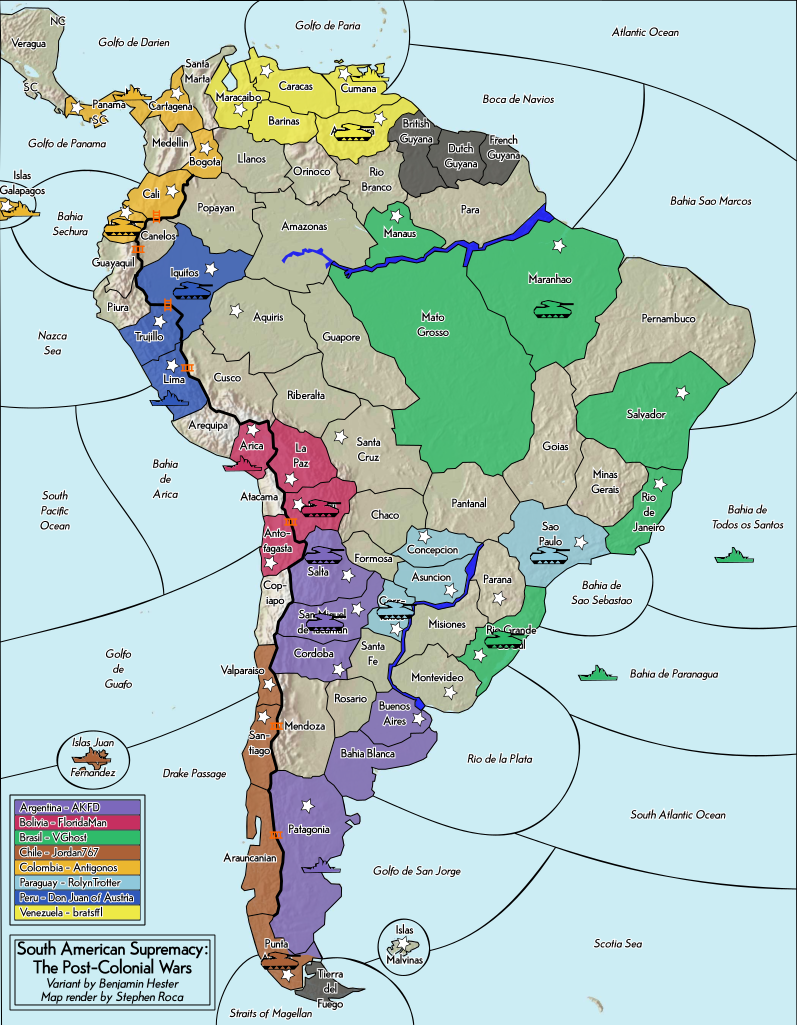 NC
Veragua
Golfo de Darien
Golfo de Paria
Atlantic Ocean
Santa
Marta
SC
Panama
SC
Cartagena
Maracaibo
Caracas
Cumana
Barinas
Boca de Navios
British
Guyana
Dutch
Guyana
French
Guyana
Golfo de Panama
Medellin
Bogota
Llanos
Orinoco
Rio
Branco
Islas
Galapagos
Cali
Popayan
Amazonas
Manaus
Para
Bahia Sao Marcos
Bahia
Sechura
Canelos
Guayaquil
Iquitos
Maranhao
Piura
Aquiris
Mato
Grosso
Pernambuco
Trujillo
Guapore
Nazca
Sea
Lima
Cusco
Riberalta
Salvador
Arequipa
Arica
La
Paz
Santa
Cruz
Goias
Bahia
de
Arica
Minas
Gerais
South
Pacific
Ocean
Atacama
Chaco
Pantanal
Rio
de
Janeiro
Bahia de
Todos os Santos
Anto-
fagasta
Sao
Paulo
Concepcion
Formosa
Salta
Asuncion
Parana
Bahia de
Sao Sebastao
Cop-
iapo
San Miguel
de Tucuman
Misiones
Rio Grande
Golfo
de
Guafo
Cordoba
Santa
Fe
Valparaiso
Montevideo
Bahia de Paranagua
Rosario
Buenos
Aires
San-
tiago
Mendoza
Islas Juan
Fernandez
Bahia Blanca
Rio de la Plata
Drake Passage
South Atlantic Ocean
Patagonia
Araucanian
Golfo de San Jorge
Argentina - AKFD
Bolivia - FloridaMan
Brasil - VGhost
Chile - Jordan767
Colombia - Antigonos
Paraguay - RolynTrotter
Peru - Don Juan of Austria
Venezuela - bratsffl
Islas
Malvinas
Scotia Sea
Punta
Tierra
del
Fuego
South American Supremacy:
The Post-Colonial Wars
Variant by Benjamin Hester
Map render by Stephen Roca
Straits of Magellan